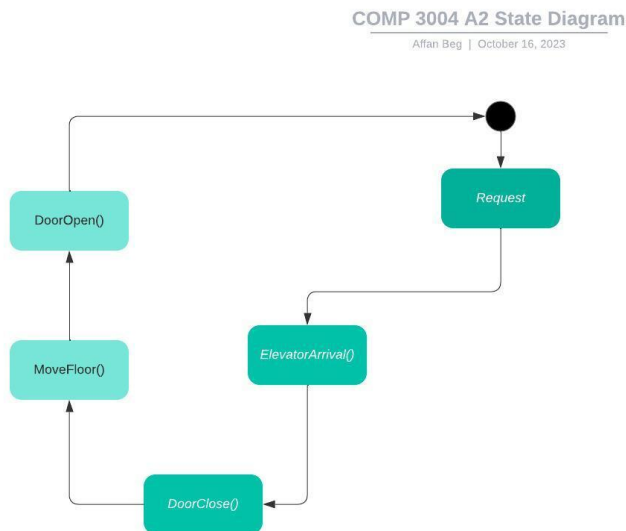 COMP 3004 A2 State Diagram
Affan Beg | October 16, 2023
DoorOpen()
Request
ElevatorArrival()
MoveFloor()
DoorClose()